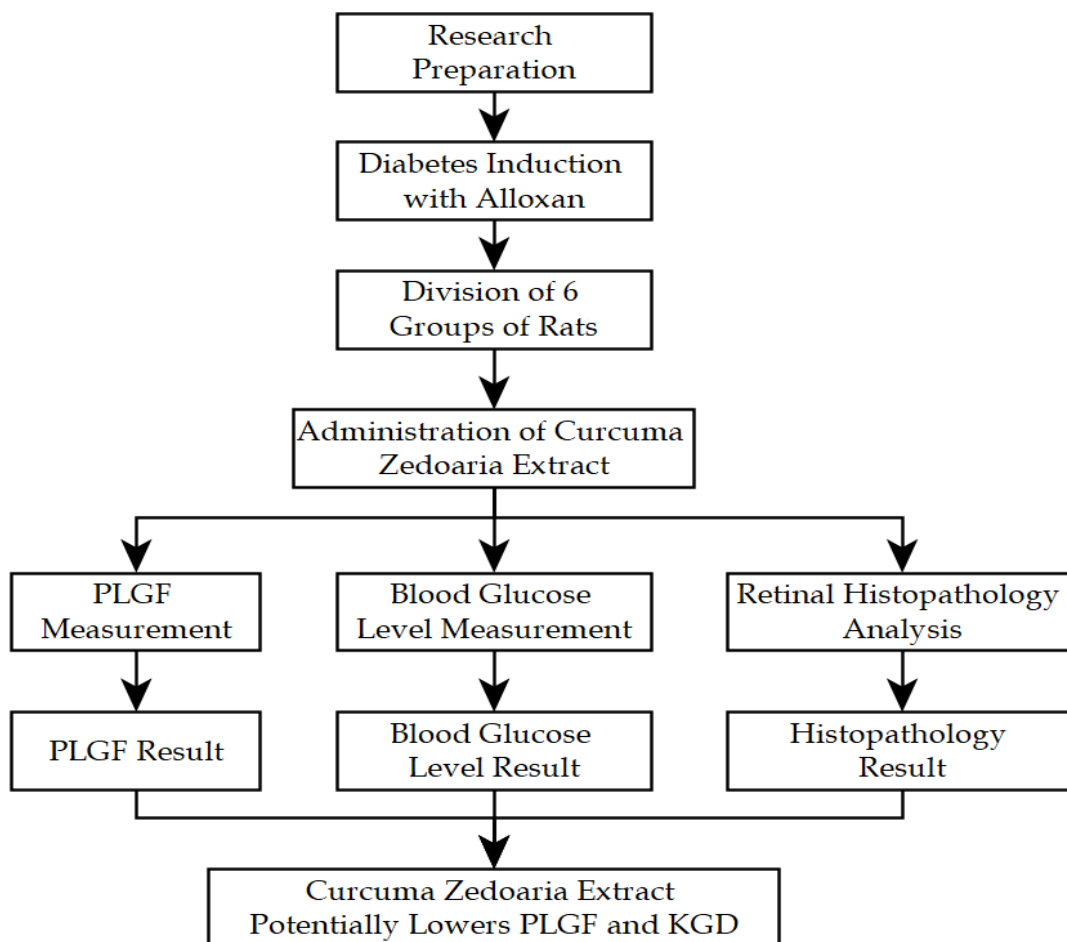 Research
Preparation
Diabetes Induction
with Alloxan
Division of 6
Groups of Rats
Administration of Curcuma
Zedoaria Extract
PLGF
Measurement
Blood Glucose
Level Measurement
Retinal Histopathology
Analysis
PLGF Result
Blood Glucose
Level Result
Histopathology
Result
Curcuma Zedoaria Extract
Potentially Lowers PLGF and KGD